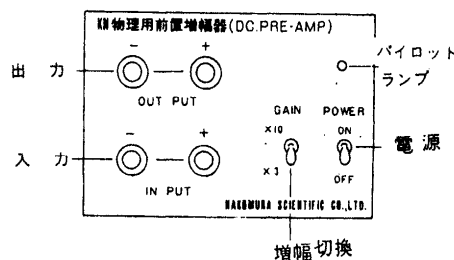 KN物理用前置増幅器(DC.PRE-AMP)
出 力
- +
OUT PUT
パイロット
ランプ
GAIN POWER
×10 ON
入 力
- +
電 源
×3 OFF
IN PUT
NAKAMURA SCIENTIFIC CO.,LTD.
増幅切換